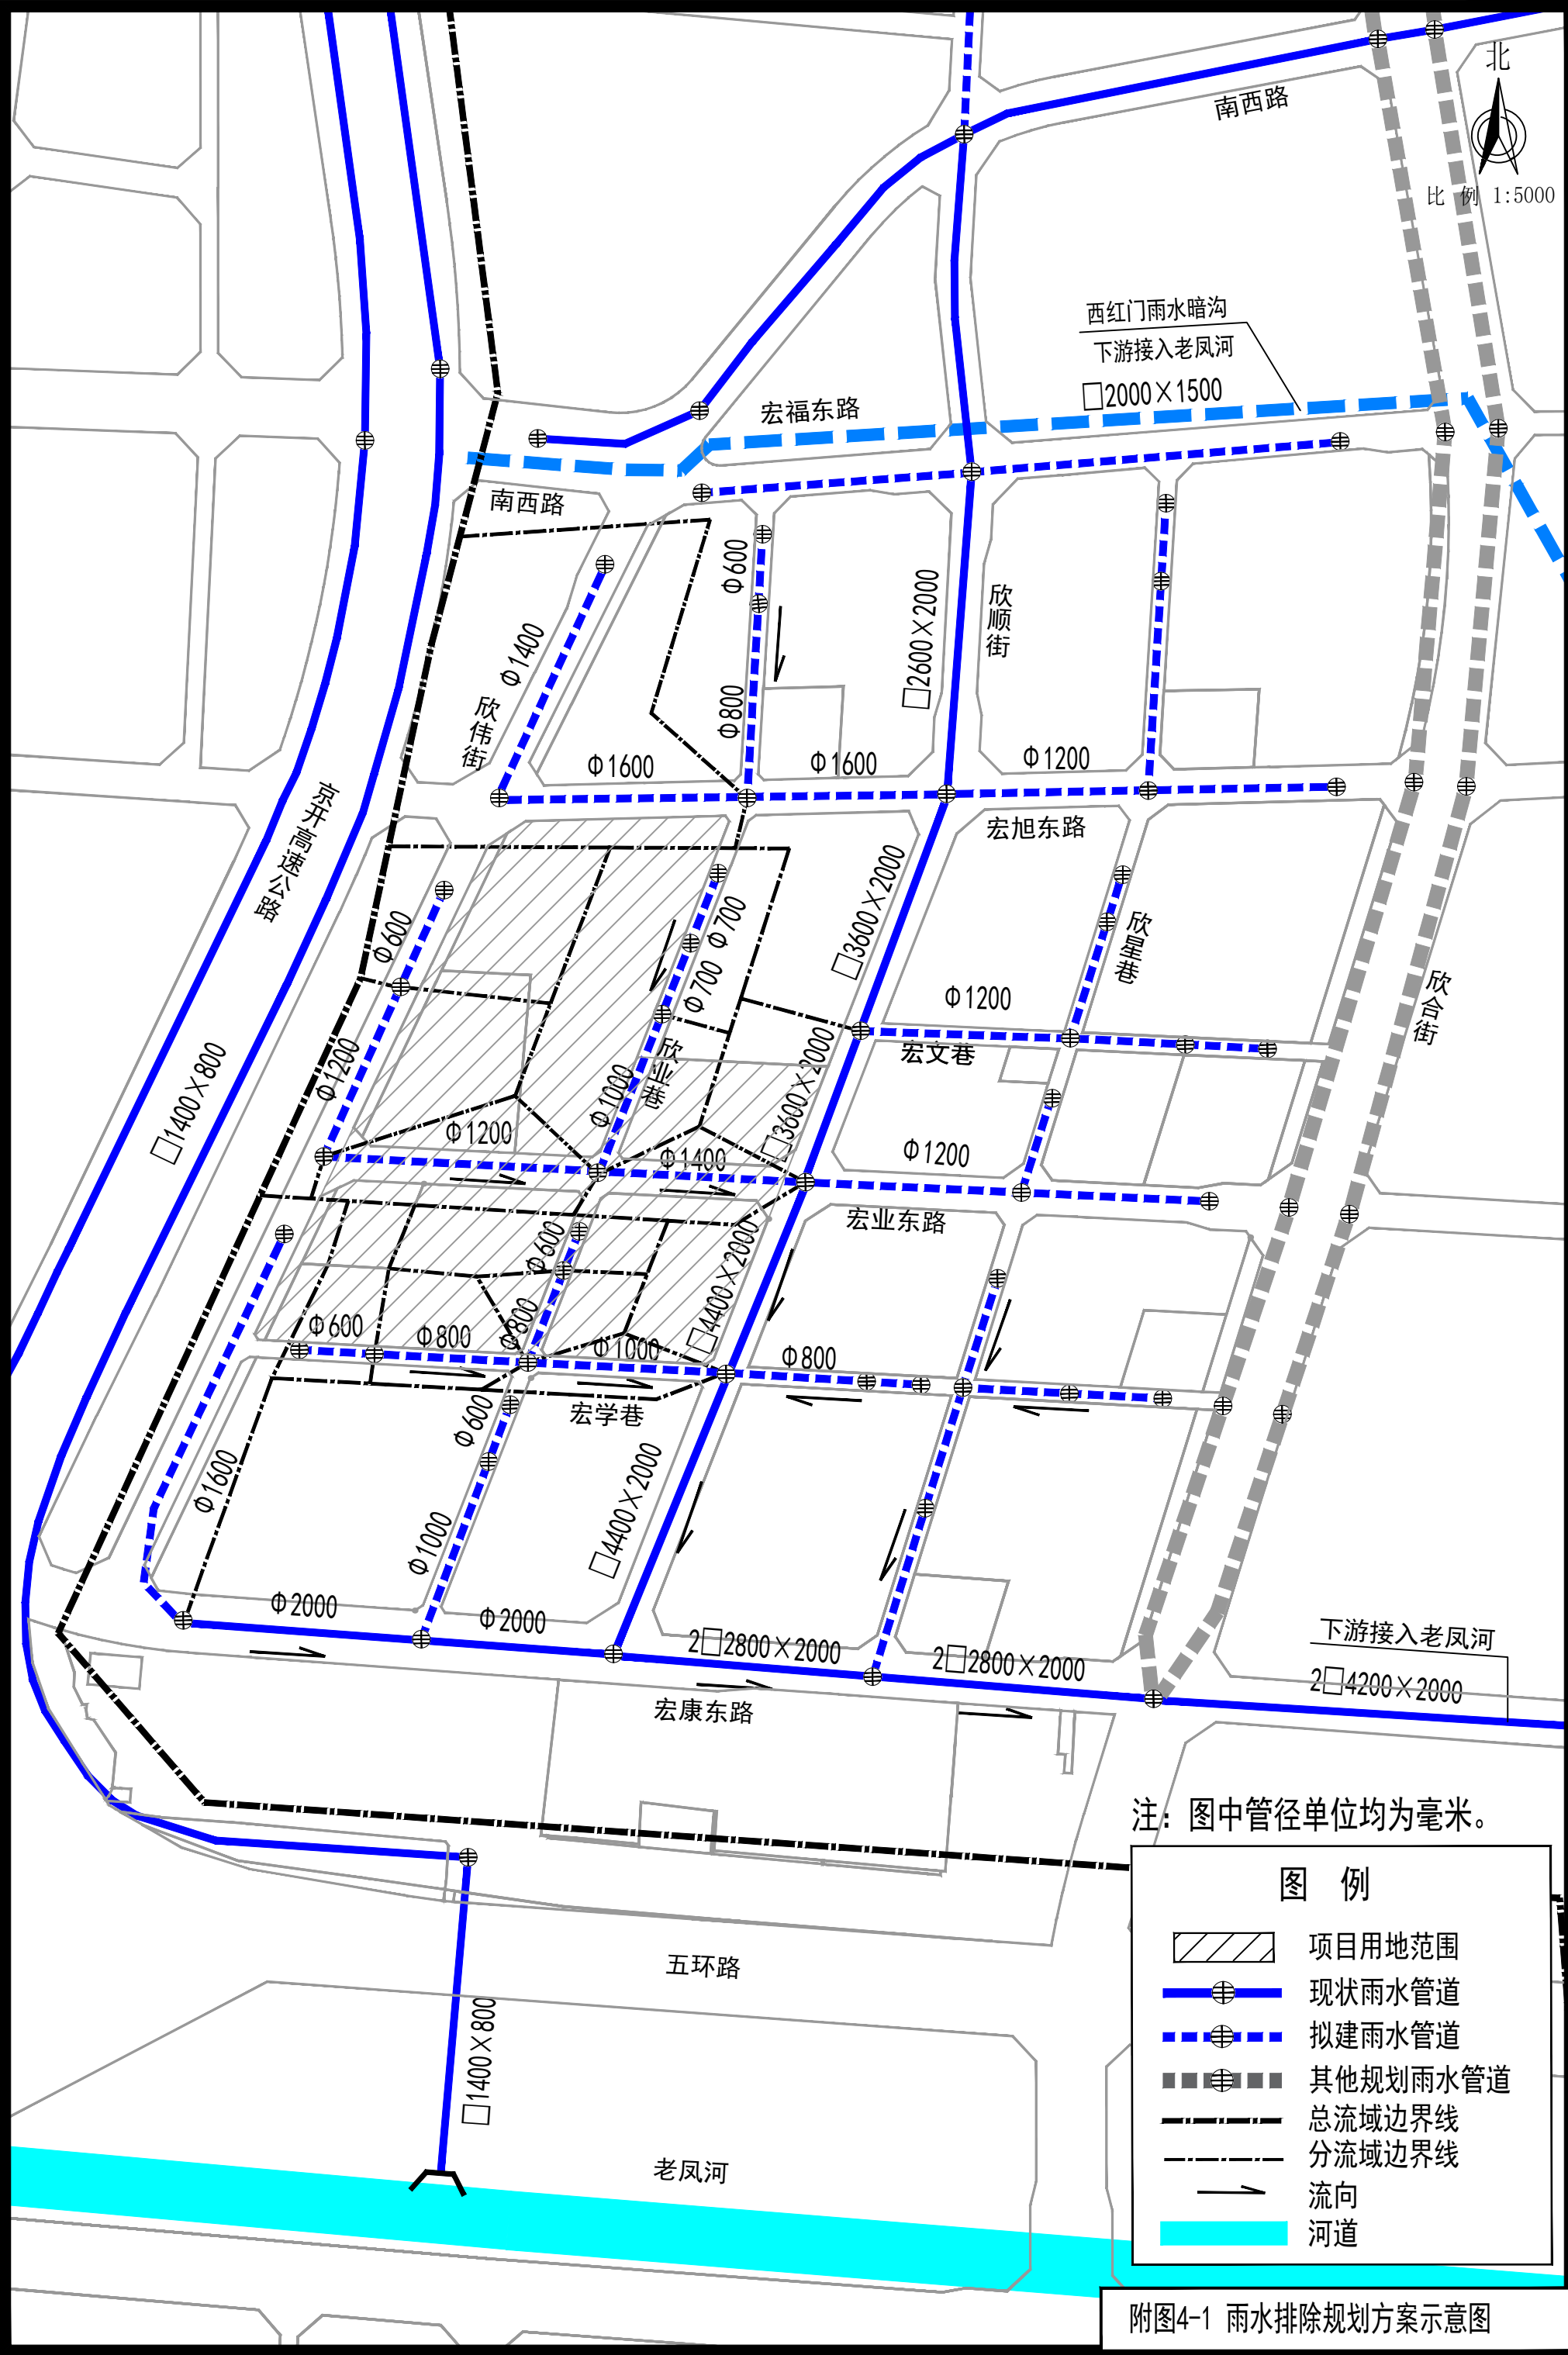 北
南西路
比 例 1:5000
西红门雨水暗沟
下游接入老凤河
□2000×1500
宏福东路
南西路
Φ600
Φ1400
□2600×2000
欣顺街
Φ800
欣伟街
Φ1600
Φ1600
Φ1200
京开高速公路
宏旭东路
□3600×2000
Φ600
Φ700
Φ700
欣星巷
欣合街
Φ1200
□1400×800
Φ1200
欣业巷
宏文巷
□3600×2000
Φ1000
Φ1200
Φ1400
Φ1200
宏业东路
Φ600
□4400×2000
Φ600
Φ800
Φ800
Φ1000
Φ800
宏学巷
Φ600
Φ1600
□4400×2000
Φ1000
Φ2000
Φ2000
2□2800×2000
2□2800×2000
下游接入老凤河
2□4200×2000
宏康东路
注：图中管径单位均为毫米。
图 例
项目用地范围
现状雨水管道
拟建雨水管道
其他规划雨水管道
总流域边界线
分流域边界线
流向
河道
五环路
□1400×800
老凤河
附图4-1 雨水排除规划方案示意图